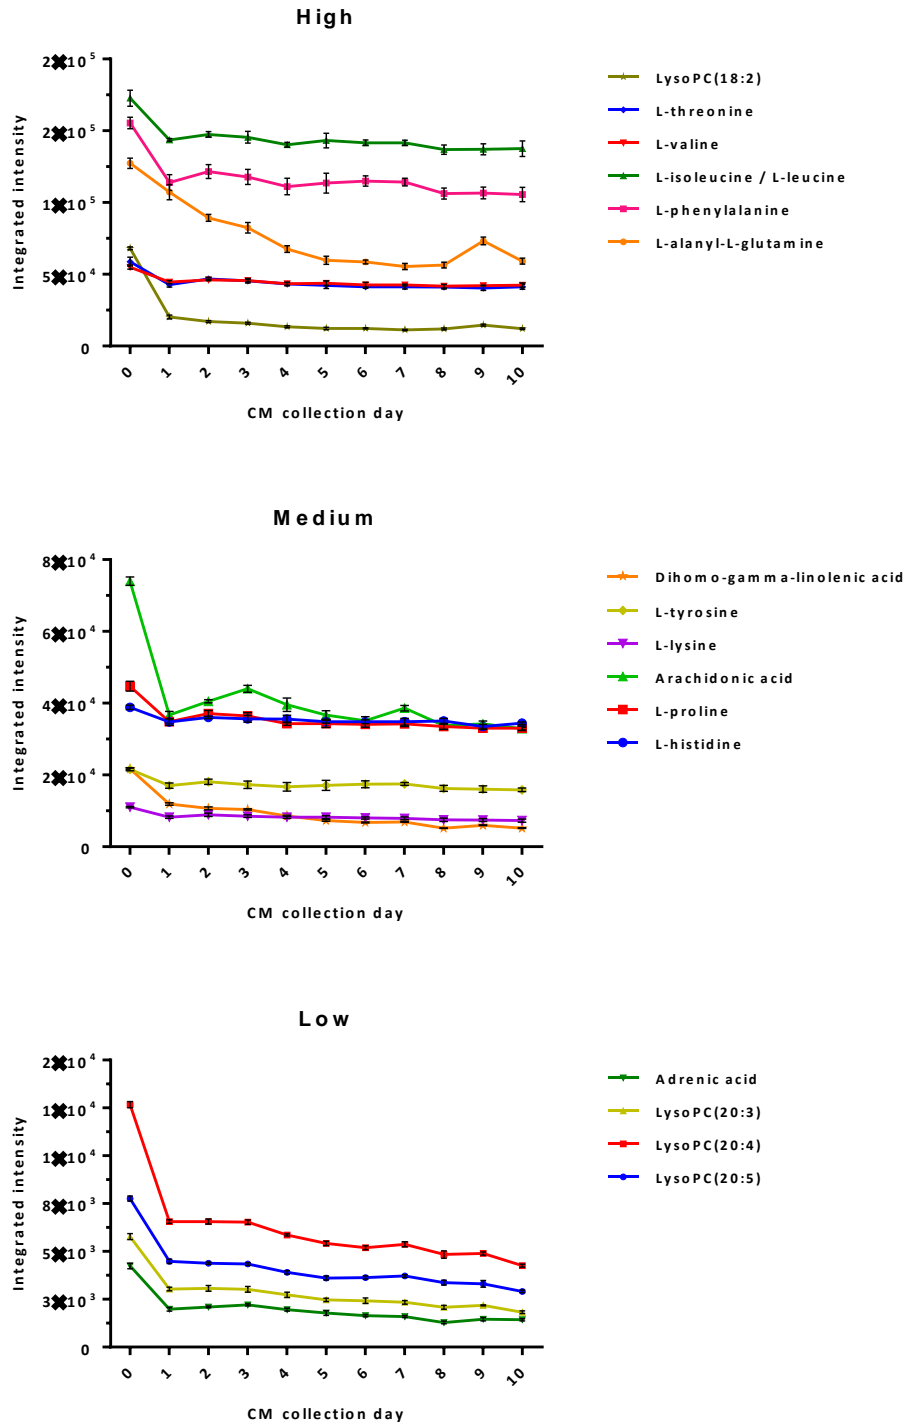 High
Integrated intensity
2✖10⁵
2✖10⁵
1✖10⁵
5✖10⁴
0
0 1 2 3 4 5 6 7 8 9 10
CM collection day
LysoPC(18:2)
L-threonine
L-valine
L-isoleucine / L-leucine
L-phenylalanine
L-alanyl-L-glutamine
Medium
Integrated intensity
8✖10⁴
6✖10⁴
4✖10⁴
2✖10⁴
0
0 1 2 3 4 5 6 7 8 9 10
CM collection day
Dihomo-gamma-linolenic acid
L-tyrosine
L-lysine
Arachidonic acid
L-proline
L-histidine
Low
Integrated intensity
2✖10⁴
1✖10⁴
1✖10⁴
8✖10³
5✖10³
3✖10³
0
0 1 2 3 4 5 6 7 8 9 10
CM collection day
Adrenic acid
LysoPC(20:3)
LysoPC(20:4)
LysoPC(20:5)